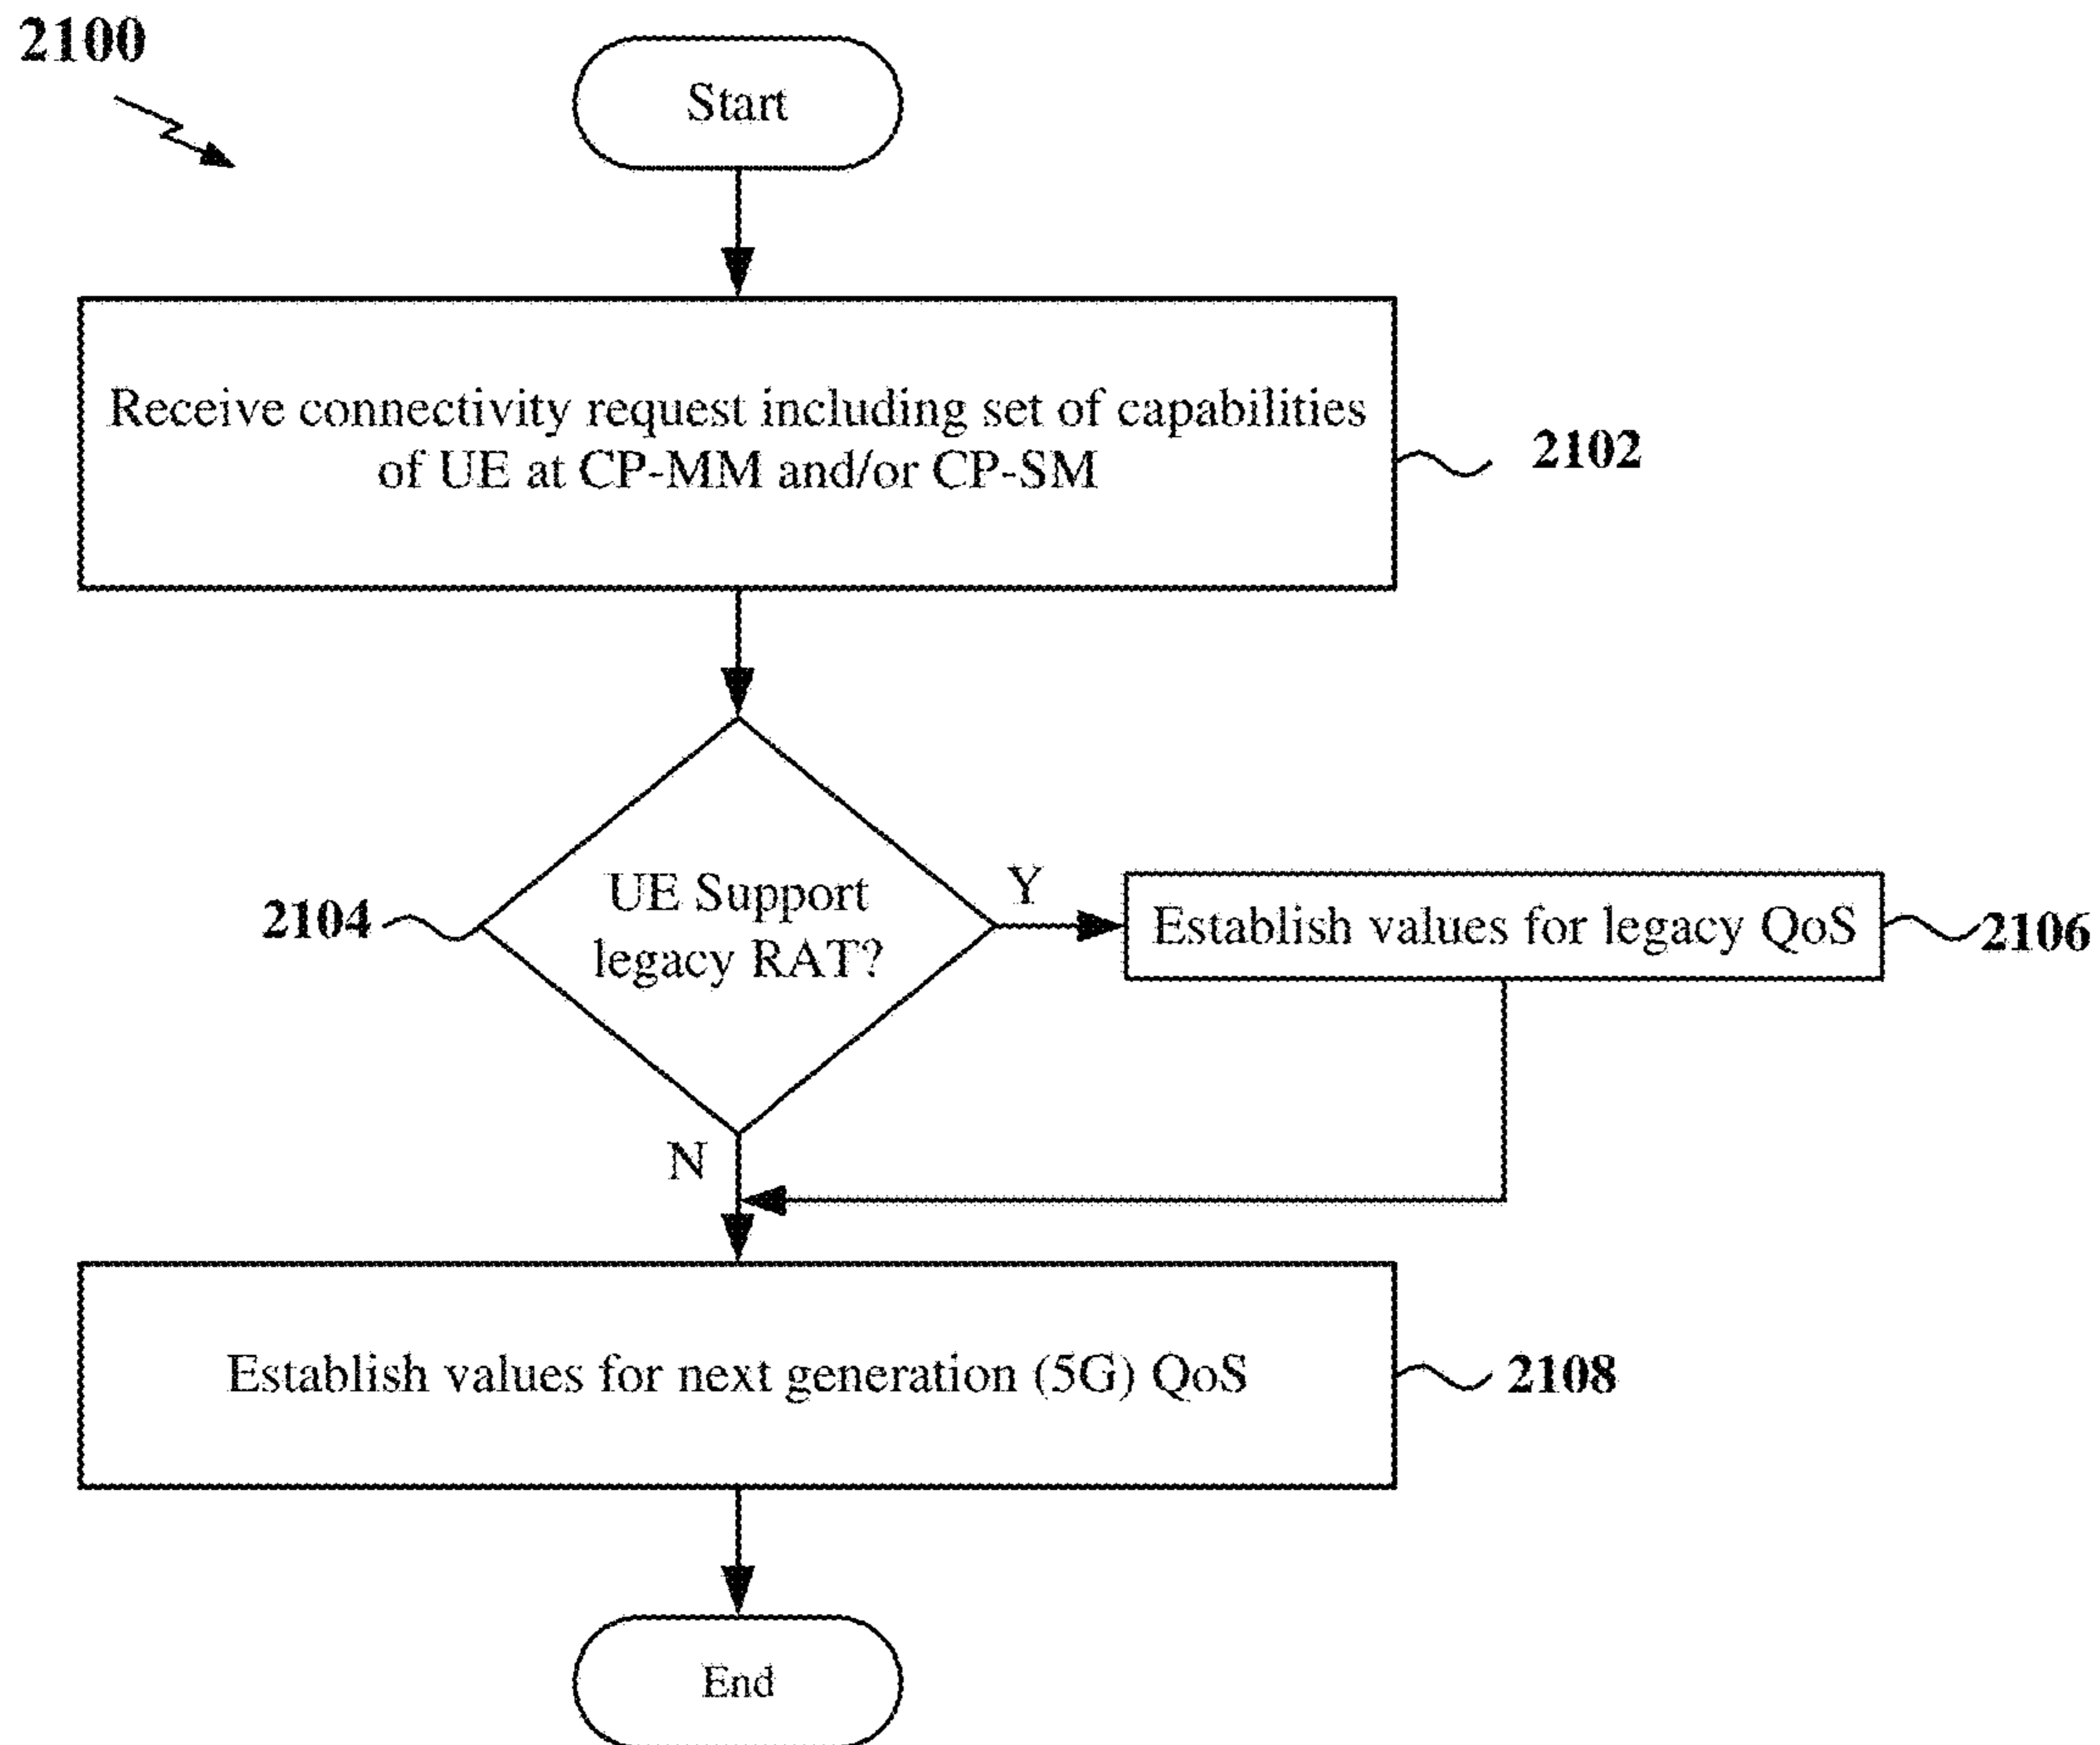 2100
Start
Receive connectivity request including set of capabilities
of UE at CP-MM and/or CP-SM
2102
UE Support
legacy RAT?
2104
Y
Establish values for legacy QoS
2106
N
Establish values for next generation (5G) QoS
2108
End